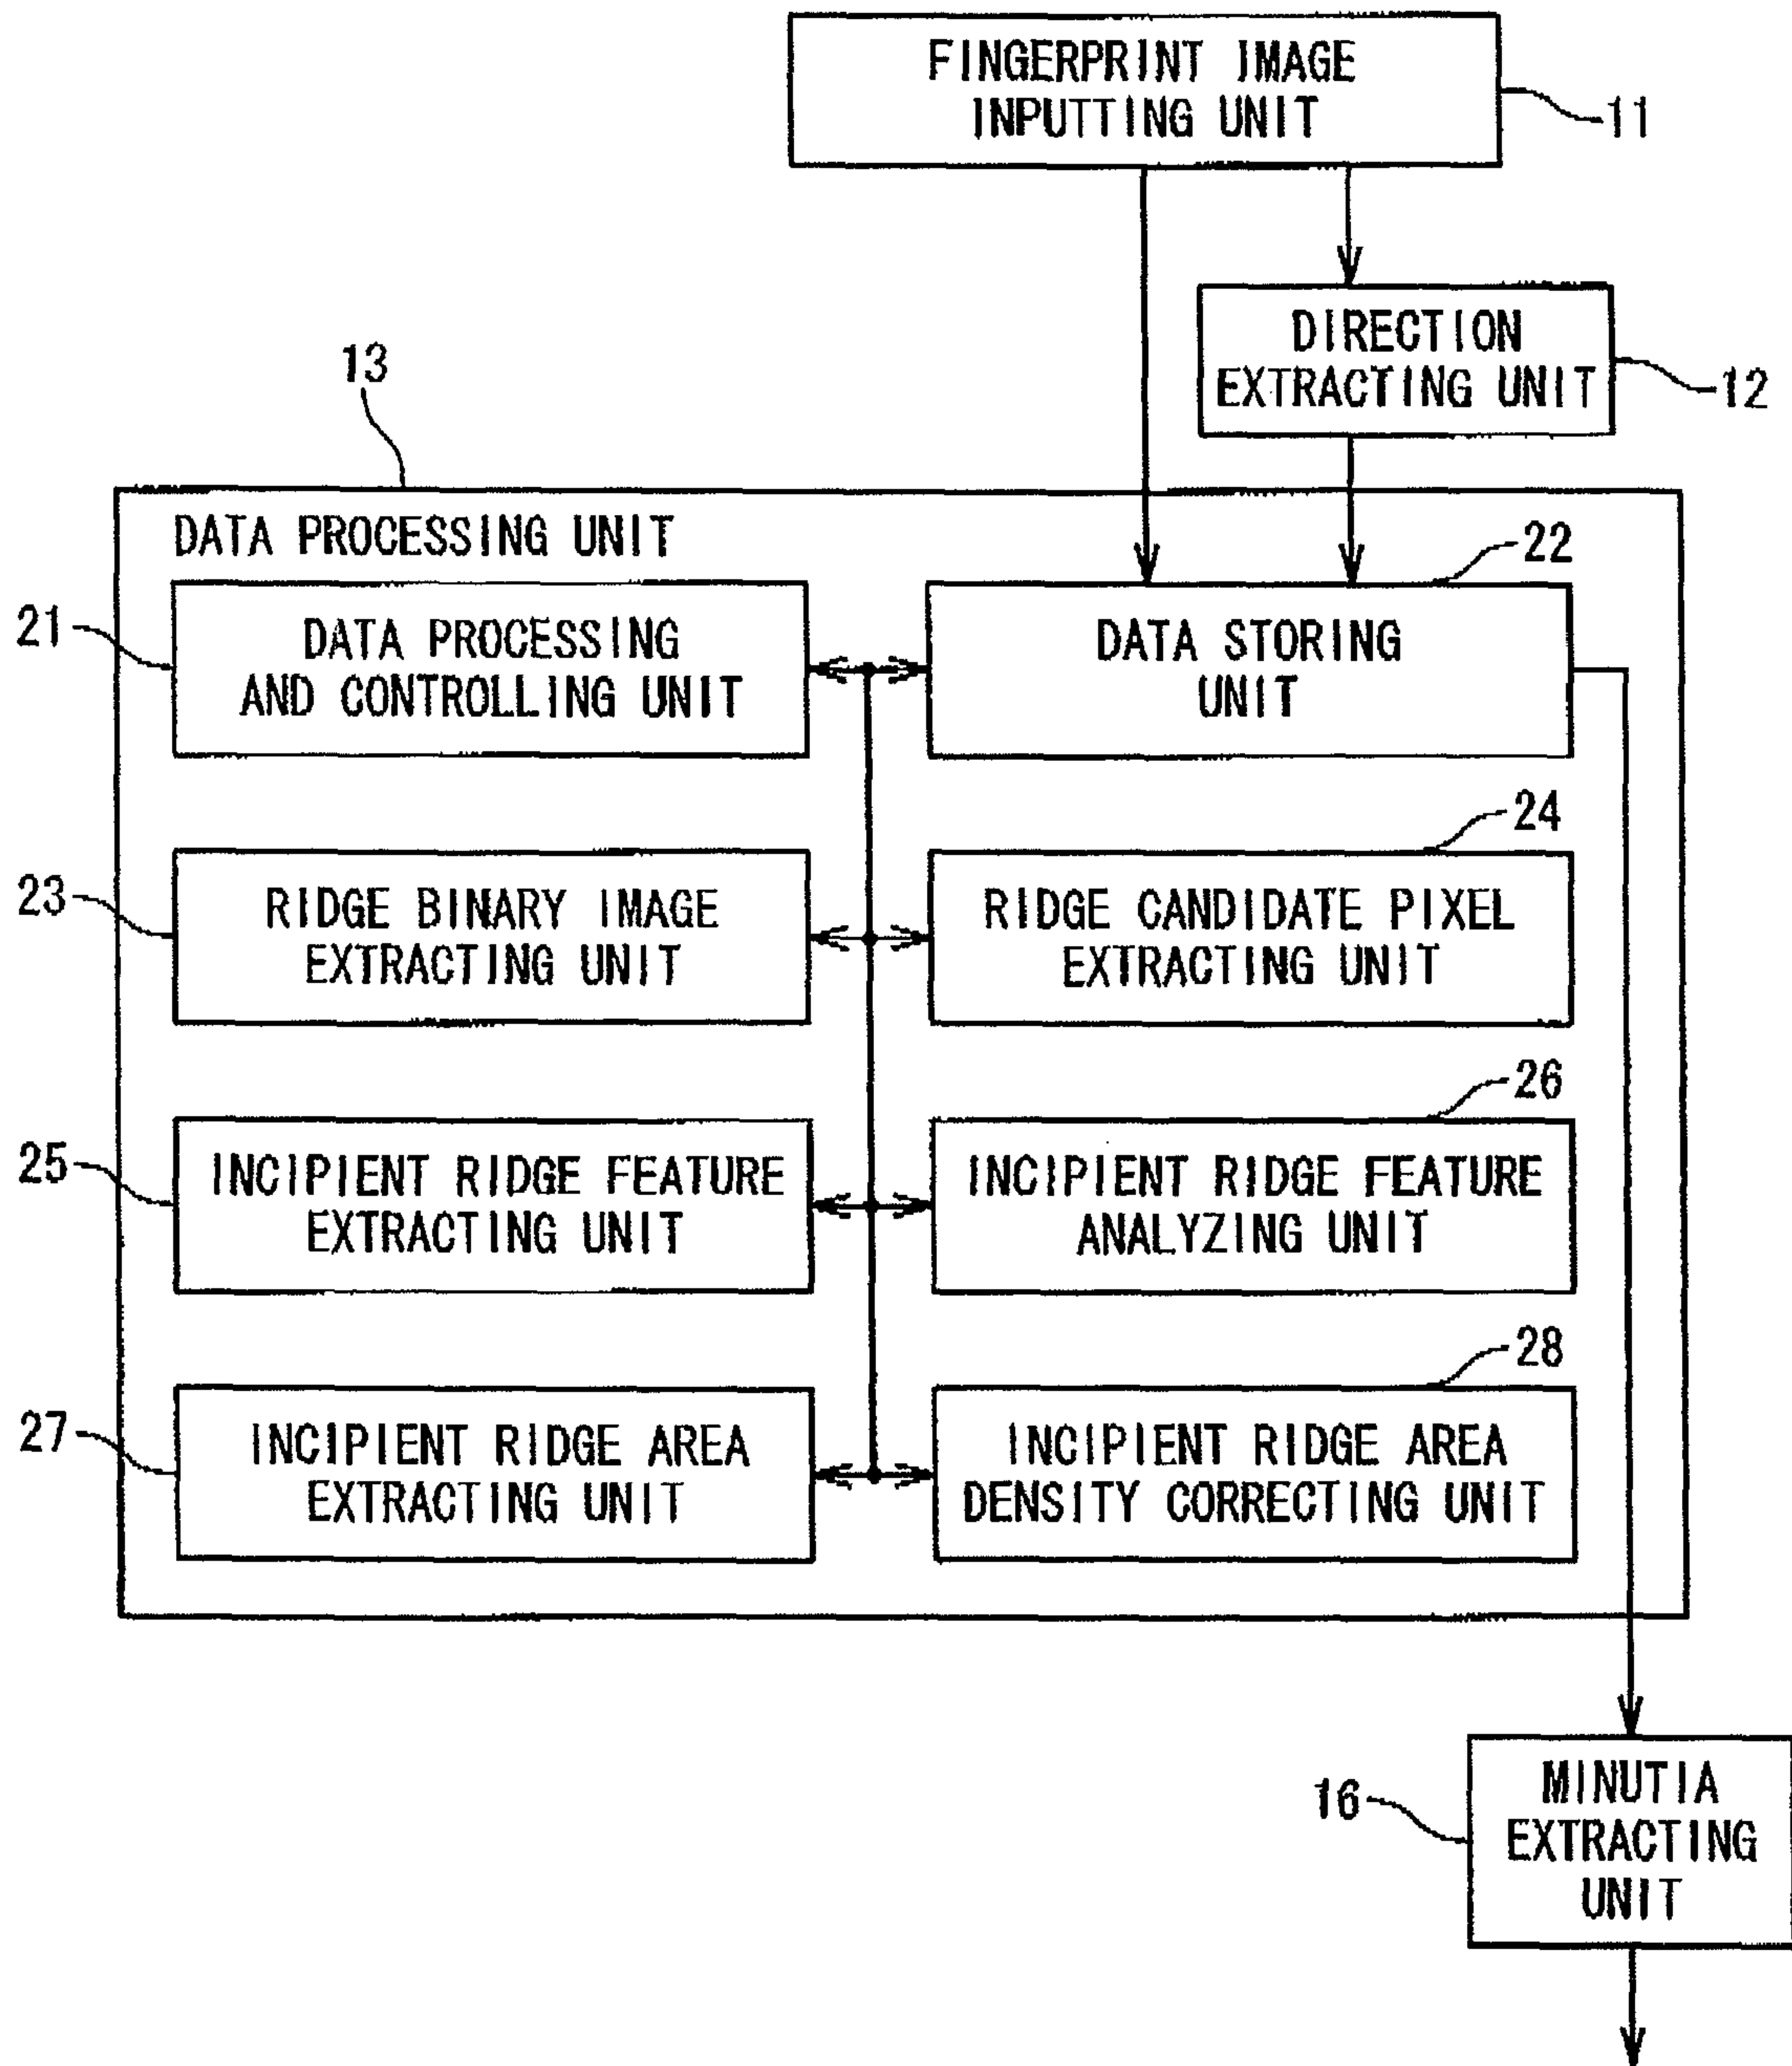 FINGERPRINT IMAGE
INPUTTING UNIT
11
DIRECTION
EXTRACTING UNIT
12
13
DATA PROCESSING UNIT
22
21
DATA PROCESSING
AND CONTROLLING UNIT
DATA STORING
UNIT
24
23
RIDGE BINARY IMAGE
EXTRACTING UNIT
RIDGE CANDIDATE PIXEL
EXTRACTING UNIT
26
25
INCIPIENT RIDGE FEATURE
EXTRACTING UNIT
INCIPIENT RIDGE FEATURE
ANALYZING UNIT
28
27
INCIPIENT RIDGE AREA
EXTRACTING UNIT
INCIPIENT RIDGE AREA
DENSITY CORRECTING UNIT
16
MINUTIA
EXTRACTING
UNIT